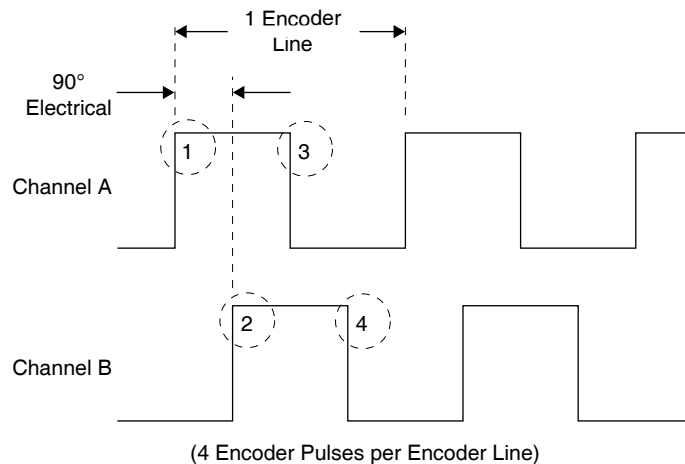 1 Encoder
Line
90°
Electrical
1
3
Channel A
2
4
Channel B
(4 Encoder Pulses per Encoder Line)